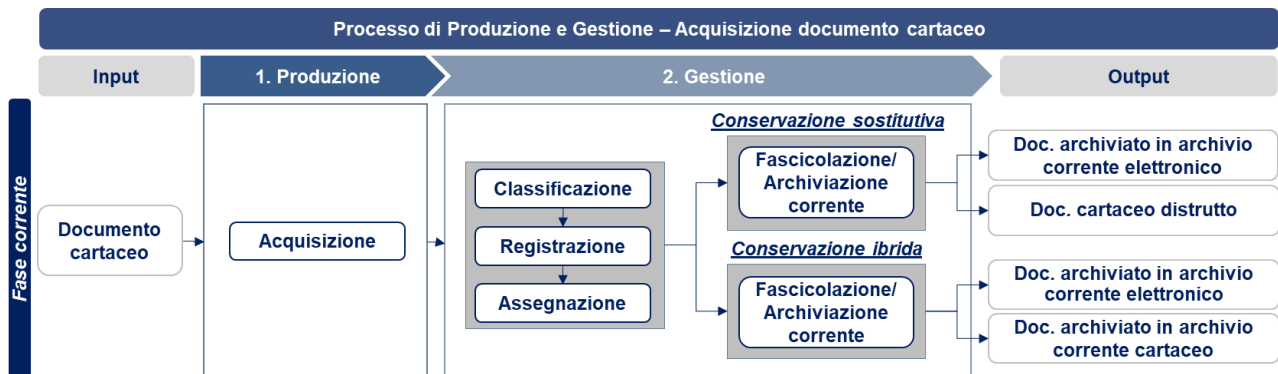 Processo di Produzione e Gestione – Acquisizione documento cartaceo
Input
1. Produzione
2. Gestione
Output
Fase corrente
Documento
cartaceo
Acquisizione
Classificazione
Registrazione
Assegnazione
Conservazione sostitutiva
Fascicolazione/
Archiviazione
corrente
Conservazione ibrida
Fascicolazione/
Archiviazione
corrente
Doc. archiviato in archivio
corrente elettronico
Doc. cartaceo distrutto
Doc. archiviato in archivio
corrente elettronico
Doc. archiviato in archivio
corrente cartaceo